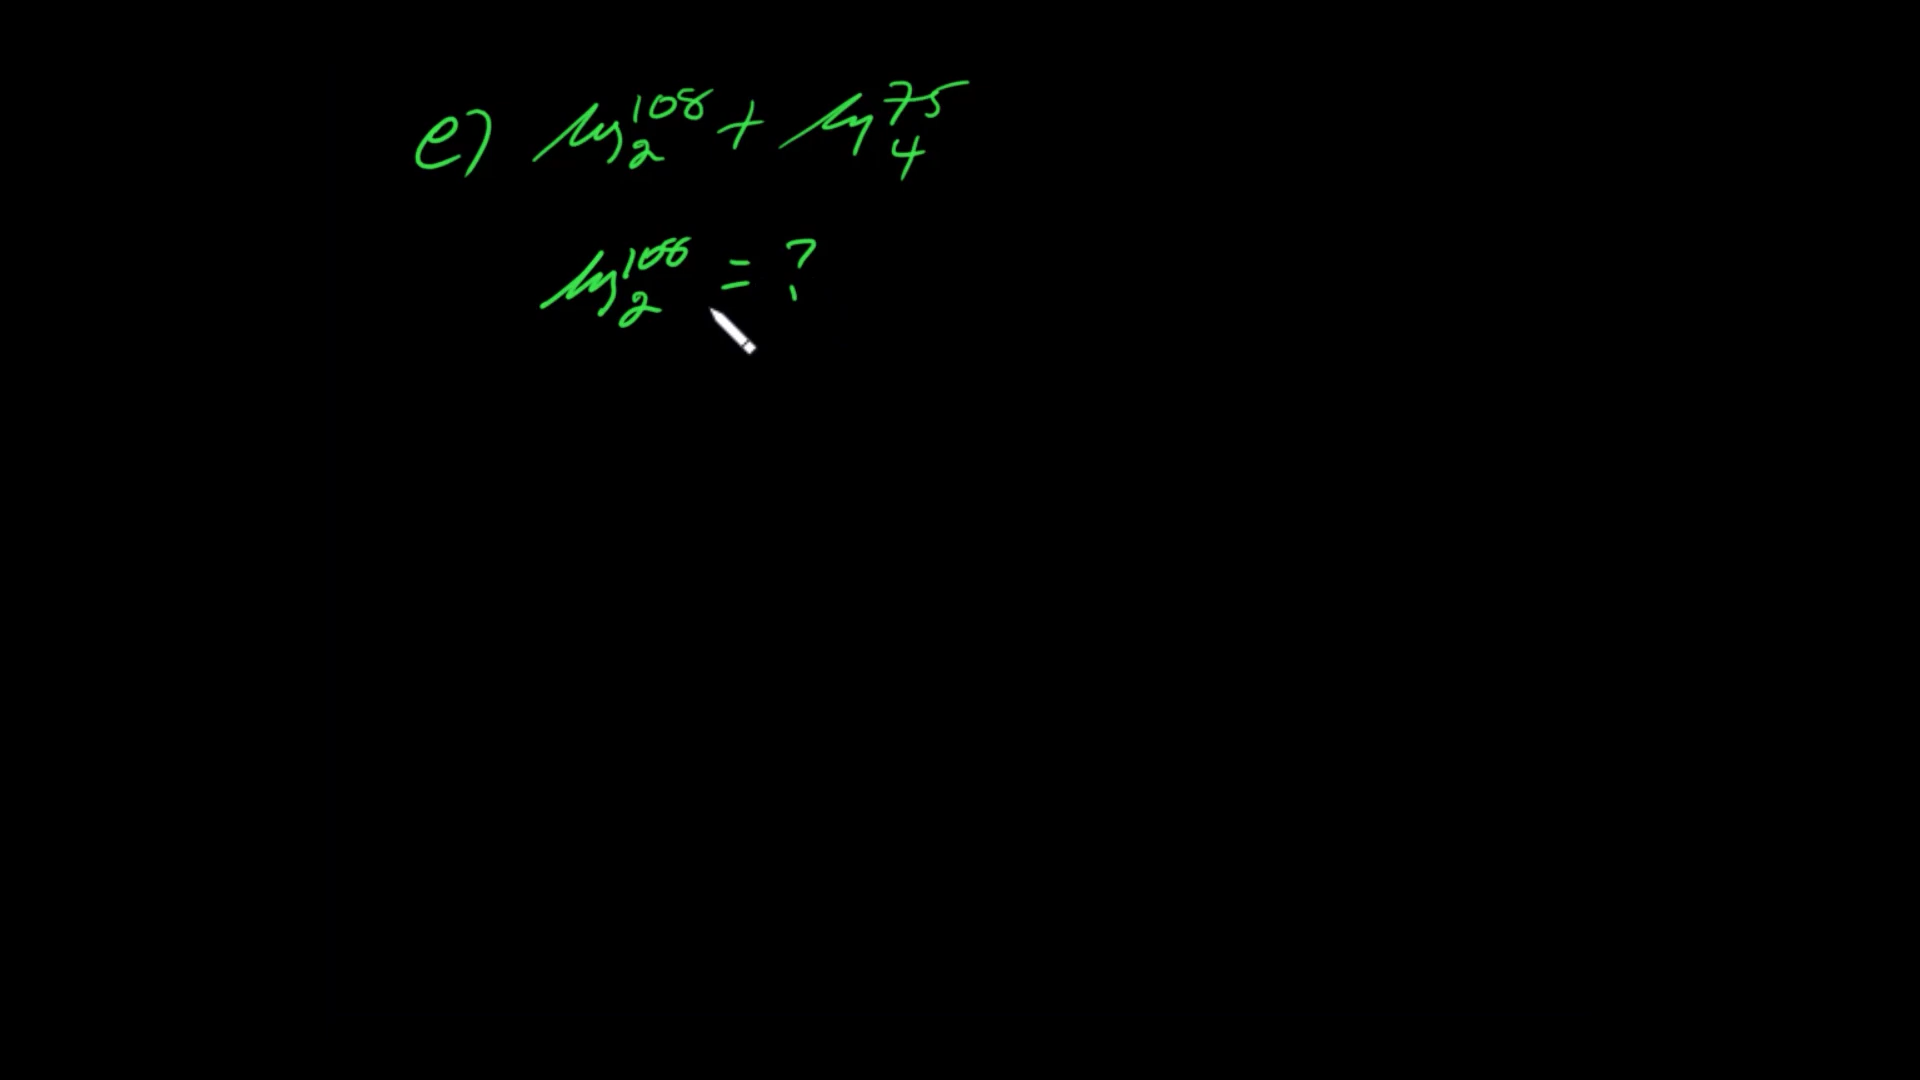 e) log₂¹⁰⁸ + log₄⁷⁵
log₂¹⁰⁸ = ?